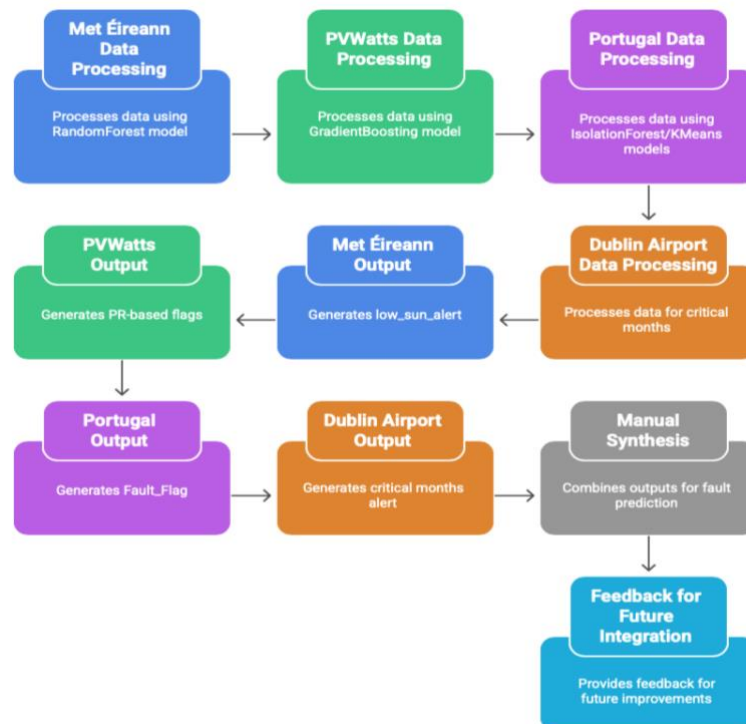 Met Éireann
Data
Processing
Processes data using
RandomForest model
PVWatts Data
Processing
Processes data using
GradientBoosting model
Portugal Data
Processing
Processes data using
IsolationForest/KMeans
models
Dublin Airport
Data Processing
Processes data for critical
months
Met Éireann
Output
Generates low_sun_alert
PVWatts
Output
Generates PR-based flags
Portugal
Output
Generates Fault_Flag
Dublin Airport
Output
Generates critical months
alert
Manual
Synthesis
Combines outputs for fault
prediction
Feedback for
Future
Integration
Provides feedback for
future improvements